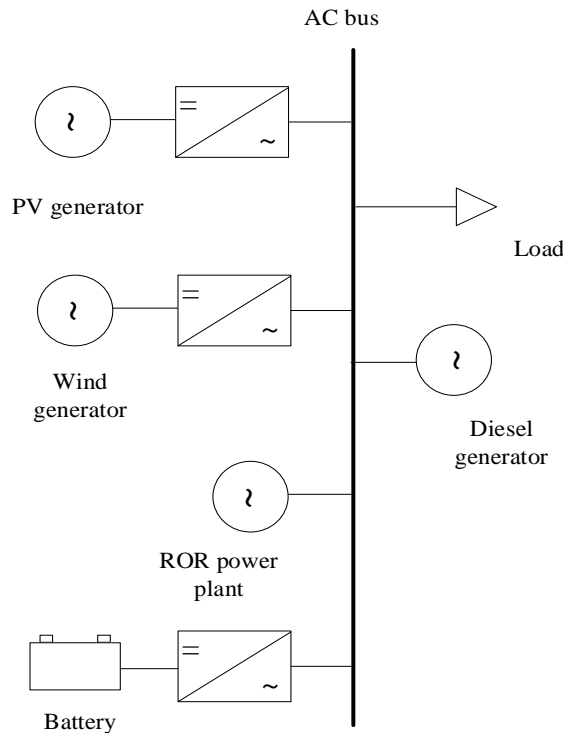 AC bus
=
~
~
PV generator
Load
=
~
~
Wind
generator
~
Diesel
generator
~
ROR power
plant
=
~
Battery